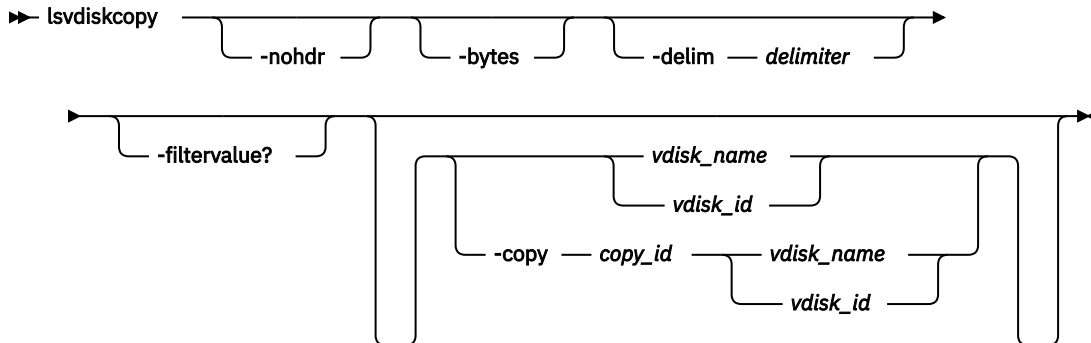 lsvdiskcopy
-nohdr -bytes -delim delimiter
-filtervalue? vdisk_name
vdisk_id
-copy copy_id vdisk_name
vdisk_id